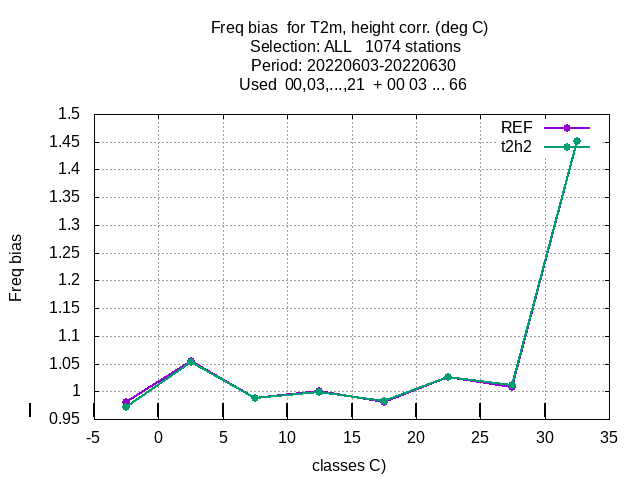 Freq bias  for T2m, height corr. (deg C)
Selection: ALL   1074 stations
Period: 20220603-20220630
Used  00,03,...,21  + 00 03 ... 66
REF
t2h2
Freq bias
1.5
1.45
1.4
1.35
1.3
1.25
1.2
1.15
1.1
1.05
1
0.95
-5 0 5 10 15 20 25 30 35
classes C)